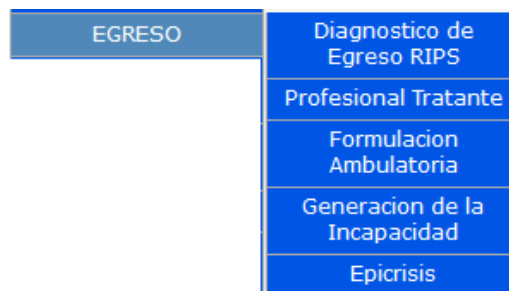 EGRESO
Diagnostico de
Egreso RIPS
Profesional Tratante
Formulacion
Ambulatoria
Generacion de la
Incapacidad
Epicrisis